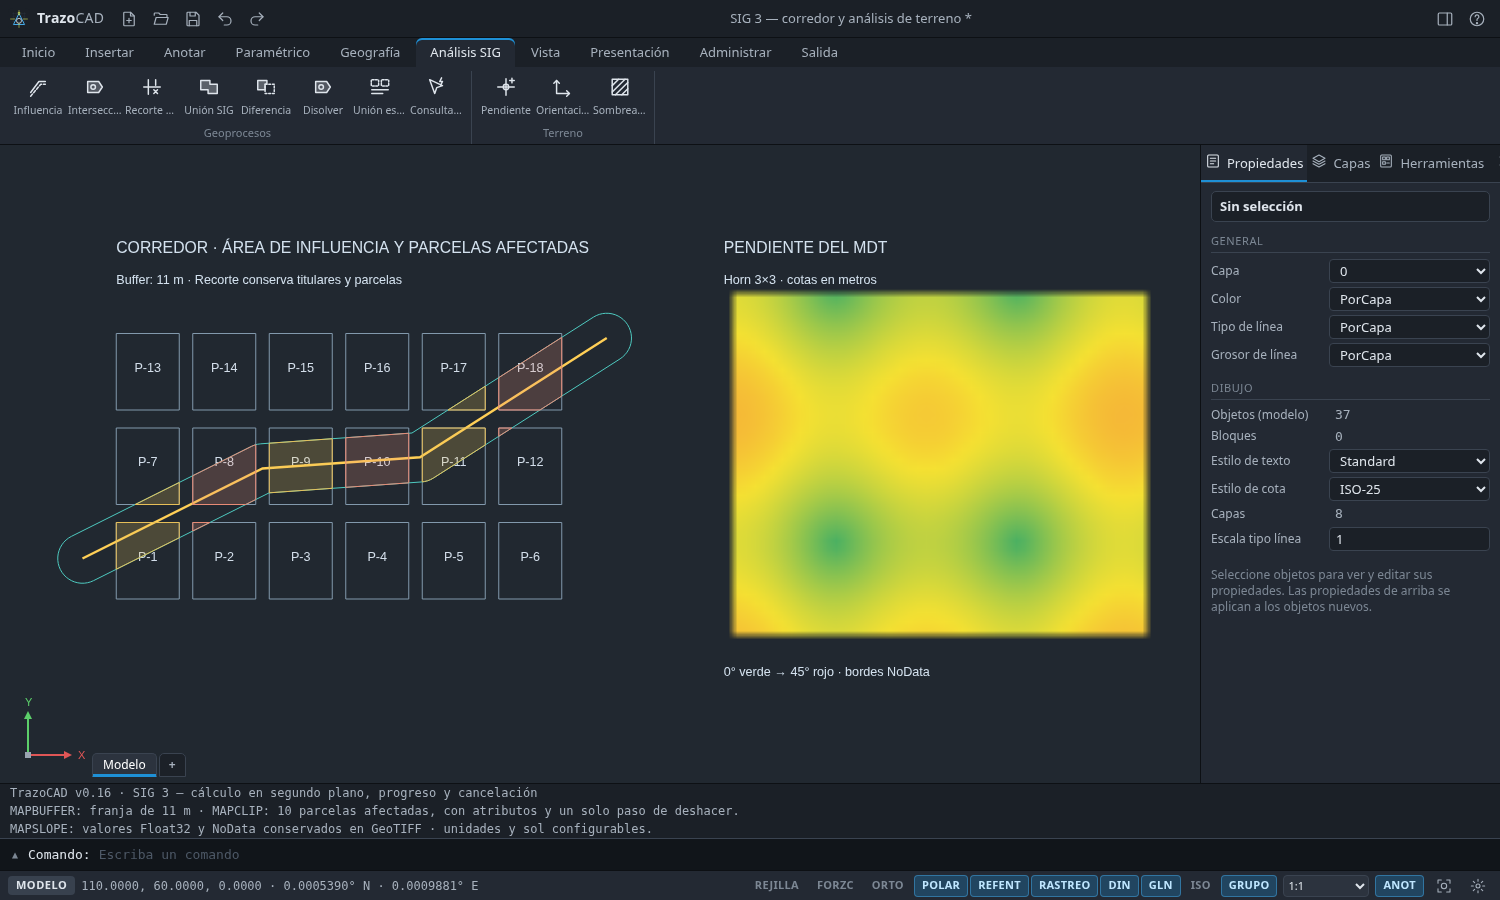 TrazoCAD
SIG 3 — corredor y análisis de terreno *
Inicio
Insertar
Anotar
Paramétrico
Geografía
Análisis SIG
Vista
Presentación
Administrar
Salida
Influencia
Intersecc...
Recorte ...
Unión SIG
Diferencia
Disolver
Unión es...
Consulta...
Geoprocesos
Pendiente
Orientaci...
Sombrea...
Terreno
CORREDOR · ÁREA DE INFLUENCIA Y PARCELAS AFECTADAS
Buffer: 11 m · Recorte conserva titulares y parcelas
P-13
P-14
P-15
P-16
P-17
P-18
P-7
P-8
P-9
P-10
P-11
P-12
P-1
P-2
P-3
P-4
P-5
P-6
PENDIENTE DEL MDT
Horn 3×3 · cotas en metros
0° verde → 45° rojo · bordes NoData
Y
X
Modelo
+
Propiedades
Capas
Herramientas
Sin selección
GENERAL
Capa 0
Color PorCapa
Tipo de línea PorCapa
Grosor de línea PorCapa
DIBUJO
Objetos (modelo) 37
Bloques 0
Estilo de texto Standard
Estilo de cota ISO-25
Capas 8
Escala tipo línea 1
Seleccione objetos para ver y editar sus
propiedades. Las propiedades de arriba se
aplican a los objetos nuevos.
TrazoCAD v0.16 · SIG 3 — cálculo en segundo plano, progreso y cancelación
MAPBUFFER: franja de 11 m · MAPCLIP: 10 parcelas afectadas, con atributos y un solo paso de deshacer.
MAPSLOPE: valores Float32 y NoData conservados en GeoTIFF · unidades y sol configurables.
▲ Comando: Escriba un comando
MODELO
110.0000, 60.0000, 0.0000 · 0.0005390° N · 0.0009881° E
REJILLA
FORZC
ORTO
POLAR
REFENT
RASTREO
DIN
GLN
ISO
GRUPO
1:1
ANOT